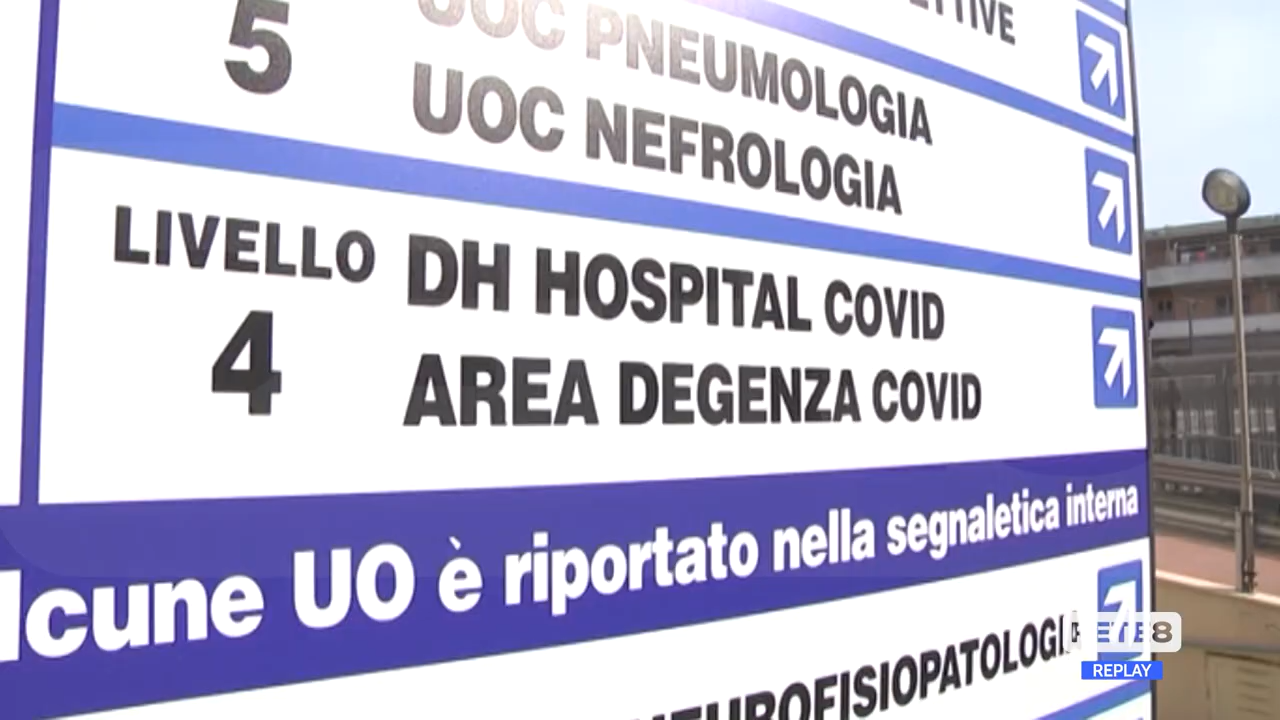 5
UOC PNEUMOLOGIA
UOC NEFROLOGIA
LIVELLO
4
DH HOSPITAL COVID
AREA DEGENZA COVID
UO è riportato nella segnaletica interna
RETE8
REPLAY